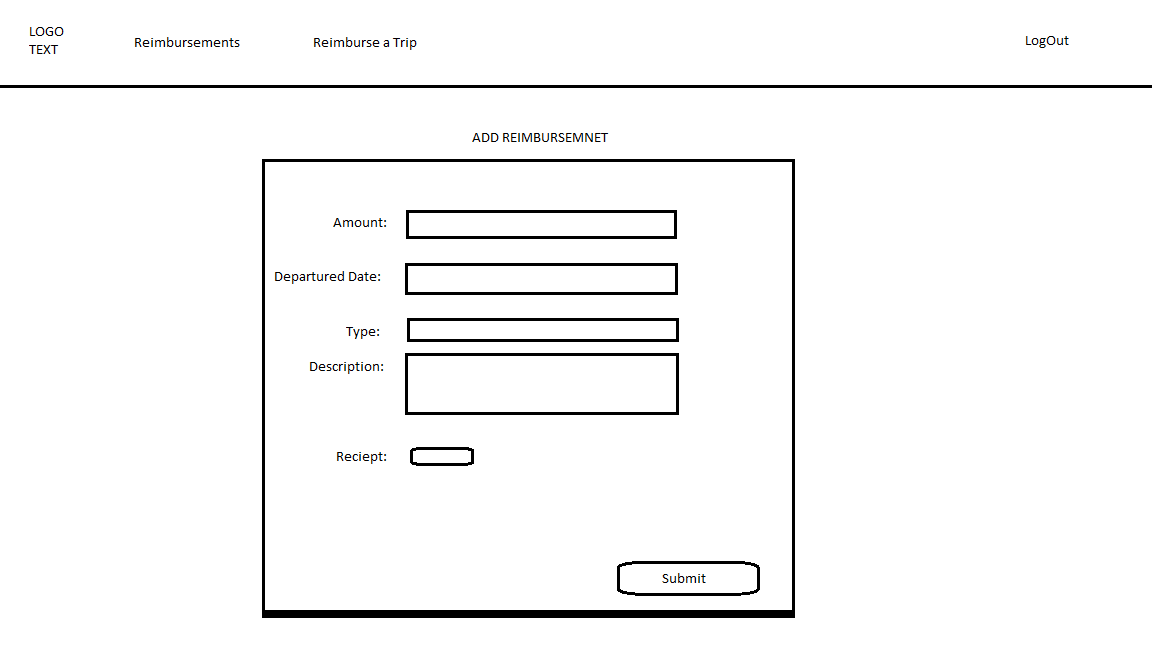 LOGO
TEXT
Reimbursements
Reimburse a Trip
LogOut
ADD REIMBURSEMNET
Amount:
Departured Date:
Type:
Description:
Reciept:
Submit